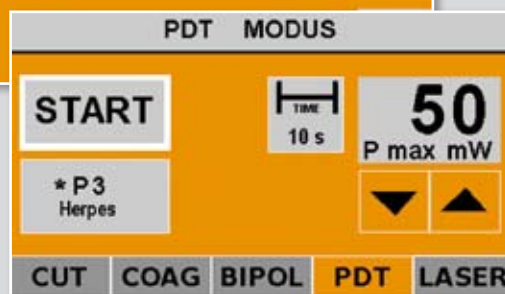 PDT MODUS
START
TIME
10 s
50
P max mW
* P3
Herpes
CUT COAG BIPOL PDT LASER